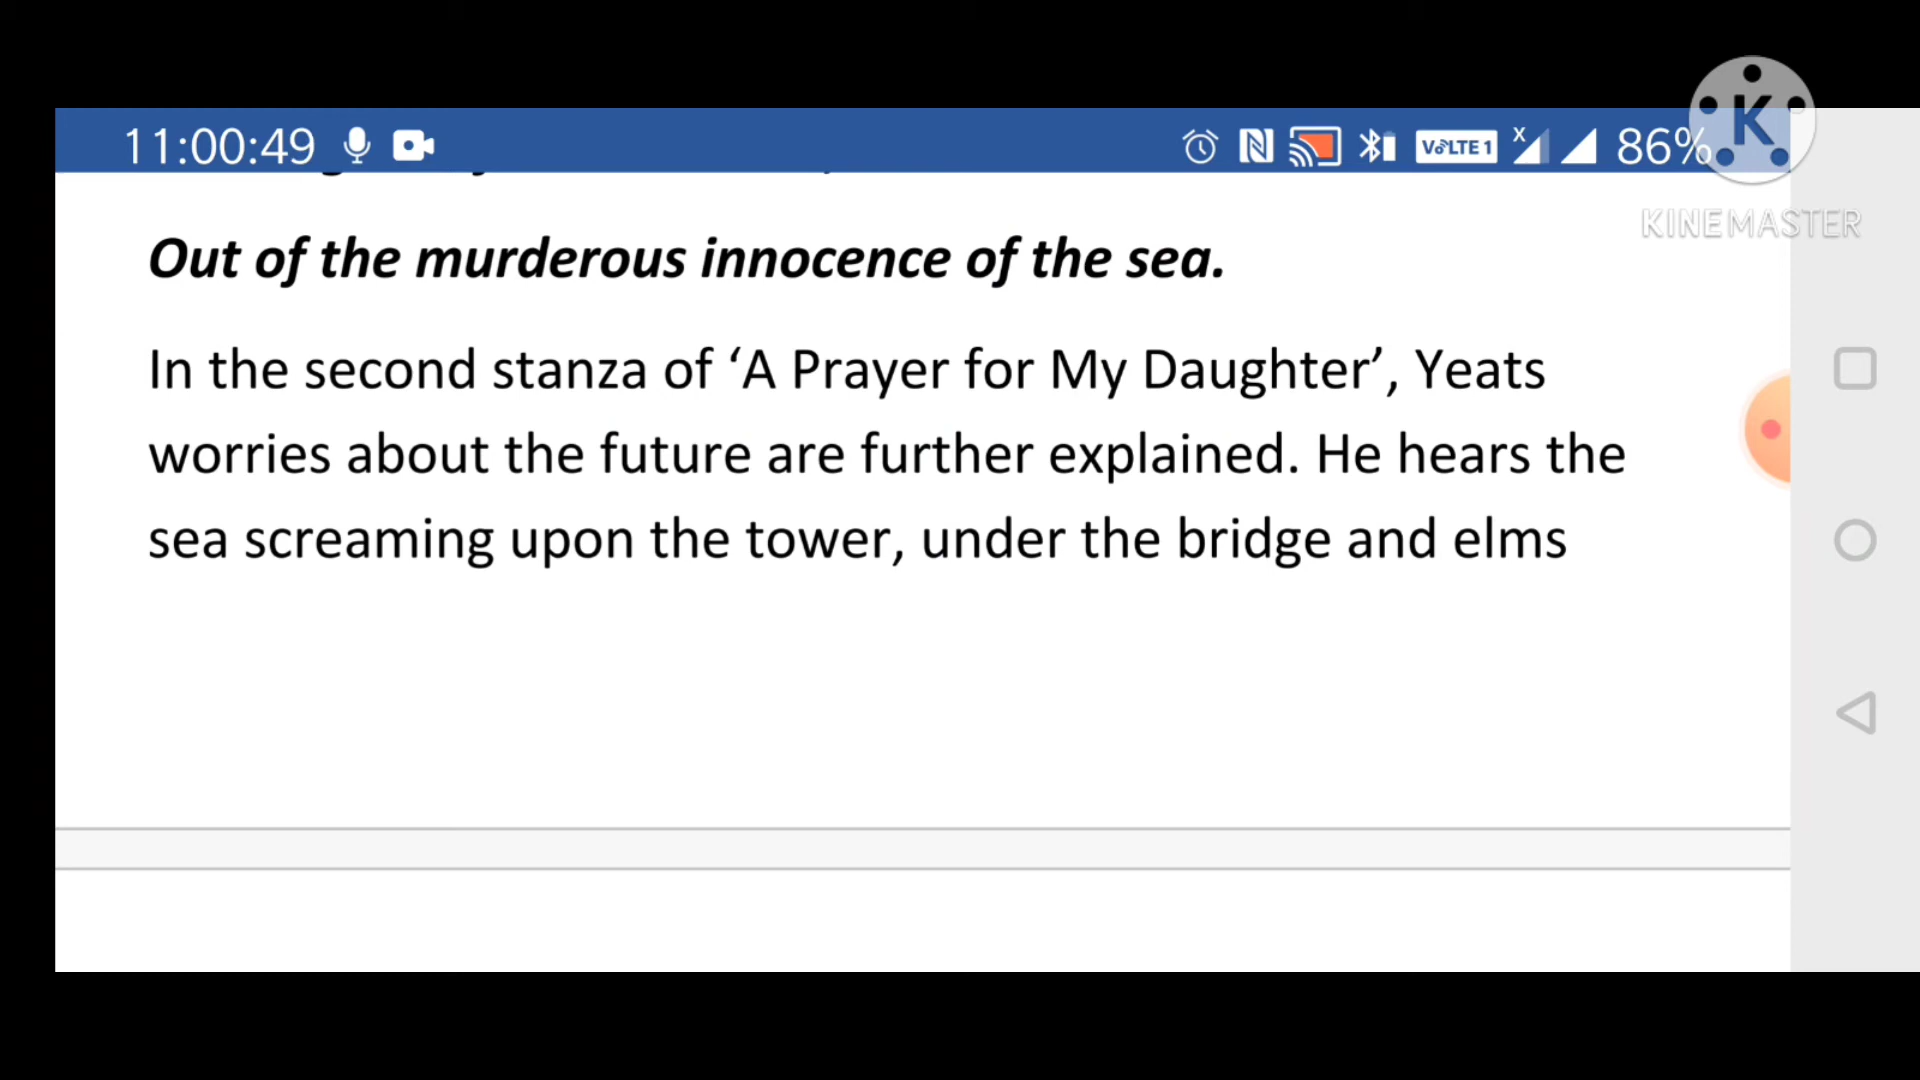 11:00:49 VoLTE 1 x 86%
K
KINEMASTER
Out of the murderous innocence of the sea.
In the second stanza of ‘A Prayer for My Daughter’, Yeats
worries about the future are further explained. He hears the
sea screaming upon the tower, under the bridge and elms